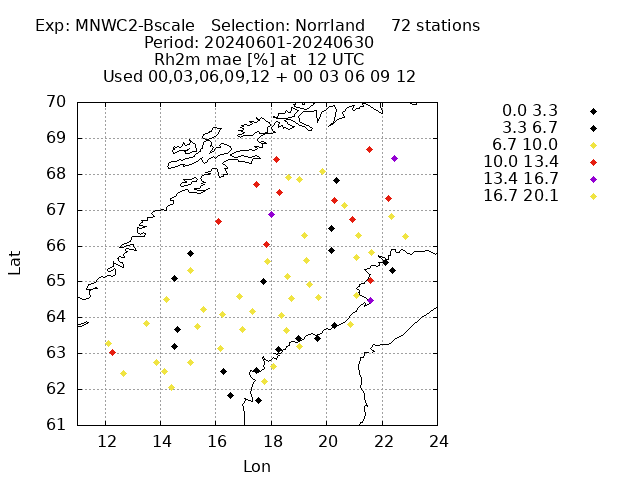 Exp: MNWC2-Bscale   Selection: Norrland     72 stations
Period: 20240601-20240630
Rh2m mae [%] at  12 UTC
Used 00,03,06,09,12 + 00 03 06 09 12
70
69
68
67
66
65
64
63
62
61
Lat
12 14 16 18 20 22 24
Lon
0.0 3.3
3.3 6.7
6.7 10.0
10.0 13.4
13.4 16.7
16.7 20.1